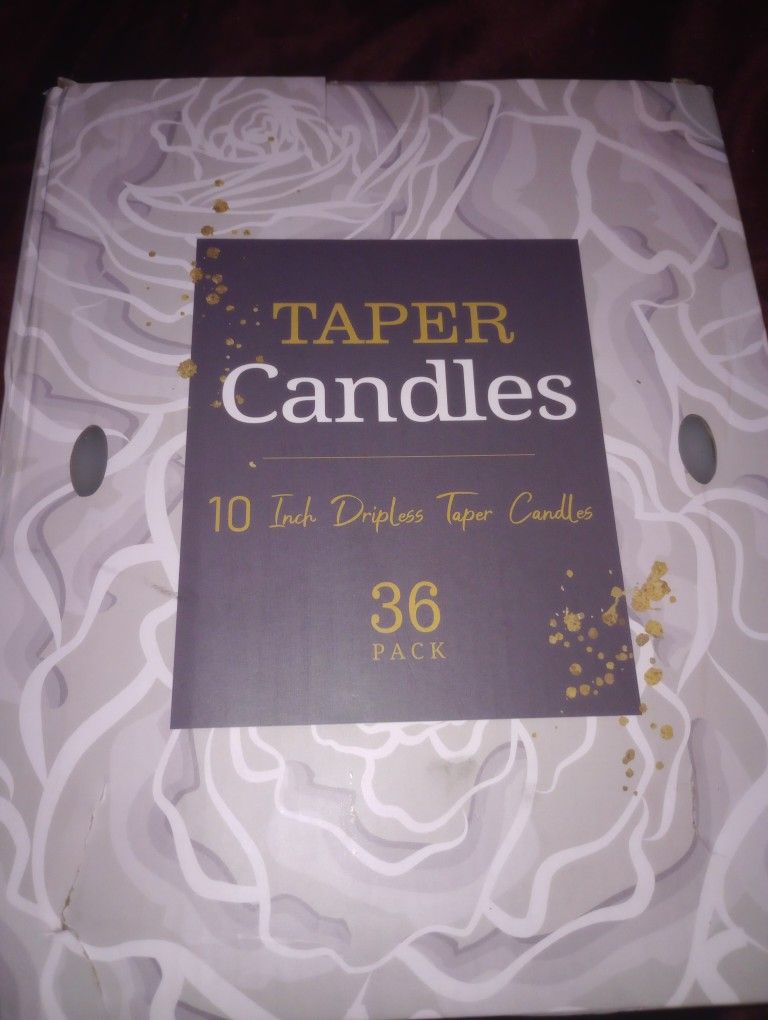 TAPER
Candles
10 Inch Dripless Taper Candles
36
PACK